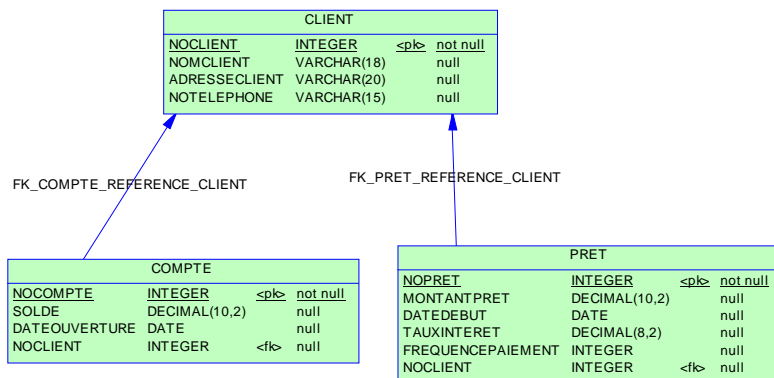 CLIENT
NOCLIENT INTEGER <pk> not null
NOMCLIENT VARCHAR(18) null
ADRESSECLIENT VARCHAR(20) null
NOTELEPHONE VARCHAR(15) null
FK_COMPTE_REFERENCE_CLIENT
FK_PRET_REFERENCE_CLIENT
COMPTE
NOCOMPTE INTEGER <pk> not null
SOLDE DECIMAL(10,2) null
DATEOUVERTURE DATE null
NOCLIENT INTEGER <fk> null
PRET
NOPRET INTEGER <pk> not null
MONTANTPRET DECIMAL(10,2) null
DATEDEBUT DATE null
TAUXINTERET DECIMAL(8,2) null
FREQUENCEPAIEMENT INTEGER null
NOCLIENT INTEGER <fk> null